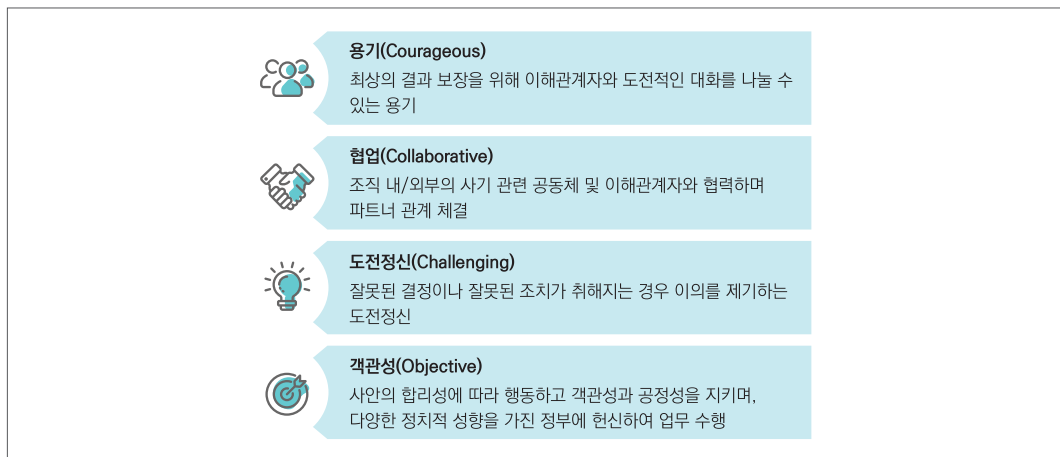 용기(Courageous)
최상의 결과 보장을 위해 이해관계자와 도전적인 대화를 나눌 수
있는 용기
협업(Collaborative)
조직 내/외부의 사기 관련 공동체 및 이해관계자와 협력하며
파트너 관계 체결
도전정신(Challenging)
잘못된 결정이나 잘못된 조치가 취해지는 경우 이의를 제기하는
도전정신
객관성(Objective)
사안의 합리성에 따라 행동하고 객관성과 공정성을 지키며,
다양한 정치적 성향을 가진 정부에 헌신하여 업무 수행